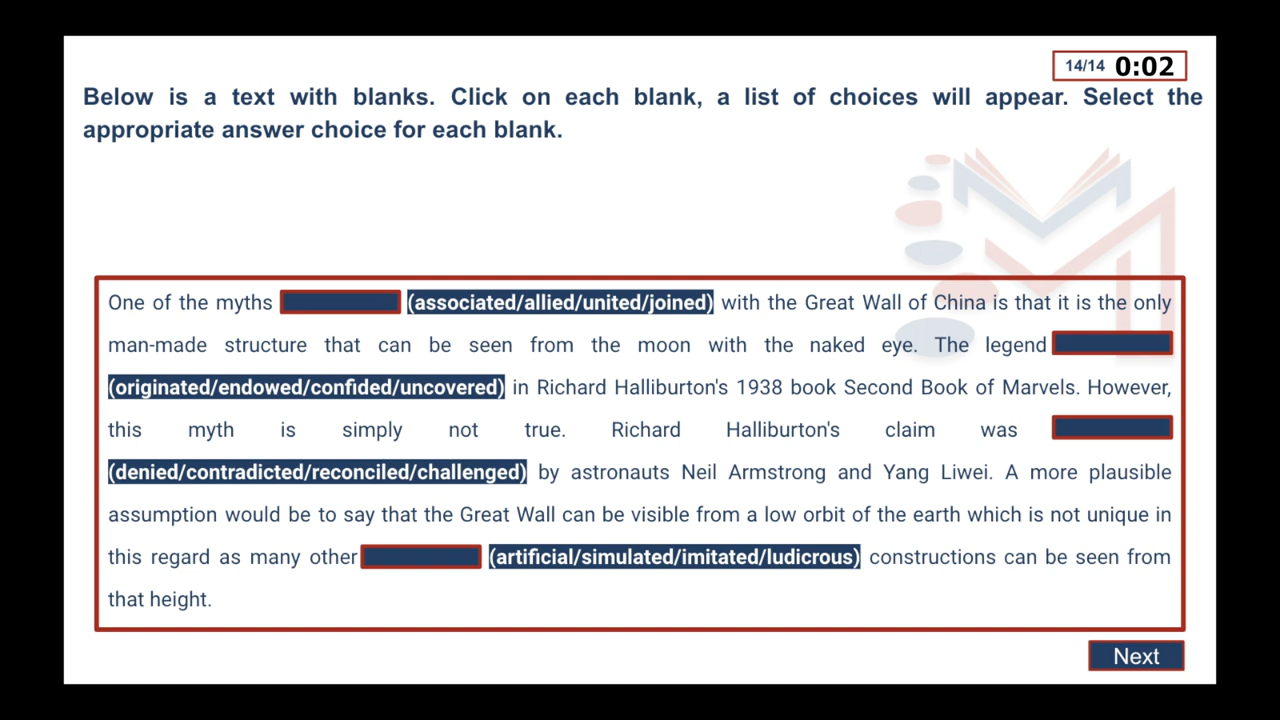 14/14 0:02
Below is a text with blanks. Click on each blank, a list of choices will appear. Select the
appropriate answer choice for each blank.
One of the myths (associated/allied/united/joined) with the Great Wall of China is that it is the only
man-made structure that can be seen from the moon with the naked eye. The legend
(originated/endowed/confided/uncovered) in Richard Halliburton's 1938 book Second Book of Marvels. However,
this myth is simply not true. Richard Halliburton's claim was
(denied/contradicted/reconciled/challenged) by astronauts Neil Armstrong and Yang Liwei. A more plausible
assumption would be to say that the Great Wall can be visible from a low orbit of the earth which is not unique in
this regard as many other (artificial/simulated/imitated/ludicrous) constructions can be seen from
that height.
Next